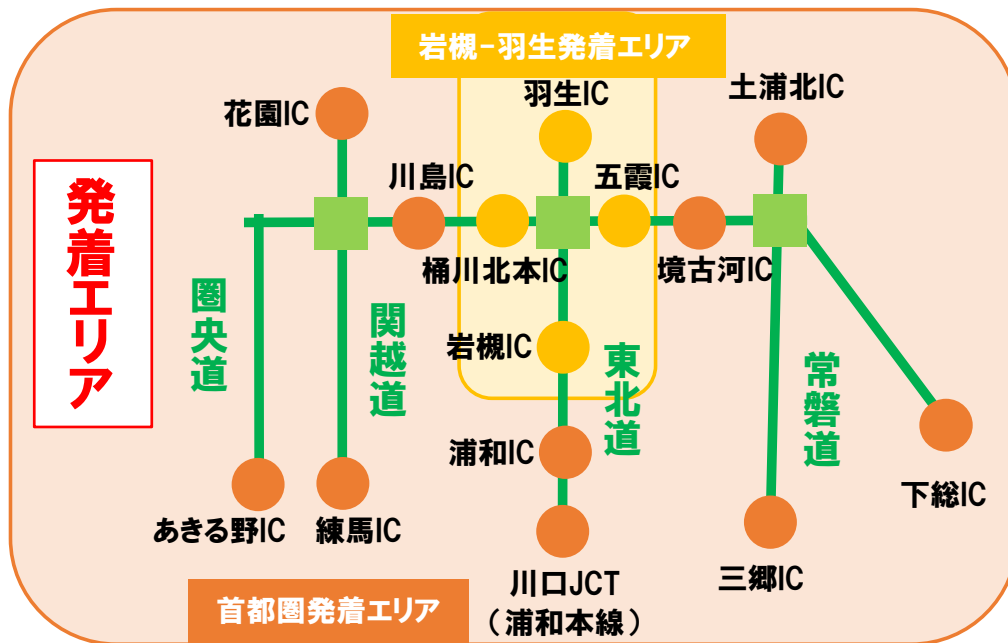 岩槻-羽生発着エリア
羽生IC
土浦北IC
花園IC
川島IC
五霞IC
桶川北本IC
境古河IC
発着エリア
圏央道
関越道
岩槻IC
東北道
常磐道
浦和IC
下総IC
あきる野IC
練馬IC
川口JCT
（浦和本線）
三郷IC
首都圏発着エリア